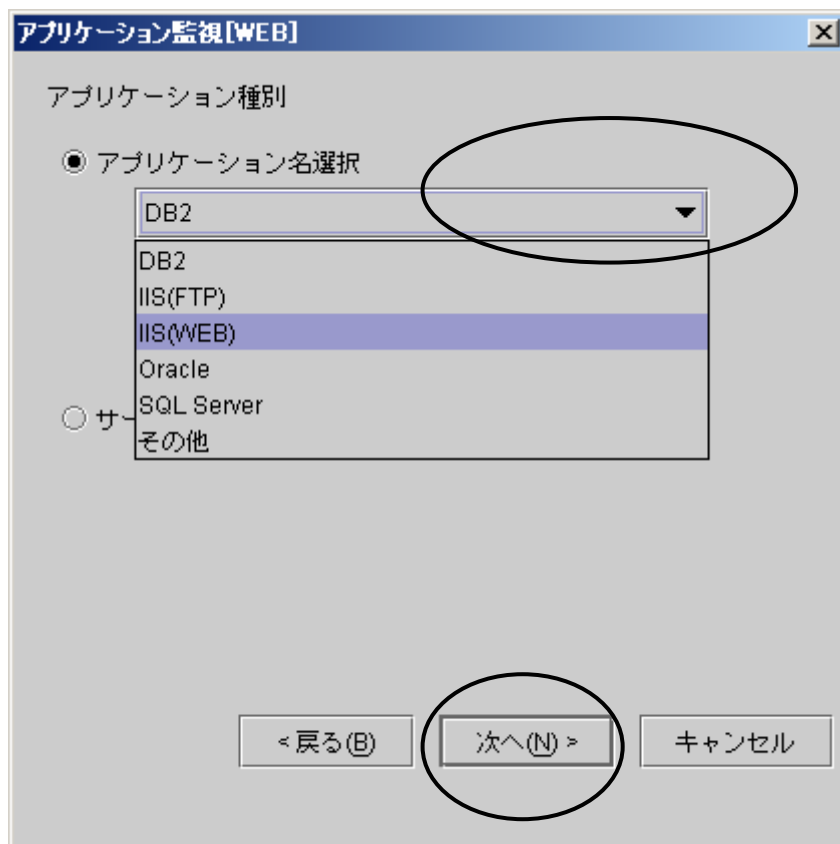 アプリケーション監視[WEB]
アプリケーション種別
アプリケーション名選択
DB2
DB2
IIS(FTP)
IIS(WEB)
Oracle
SQL Server
サー
その他
<戻る(B)
次へ(N) >
キャンセル